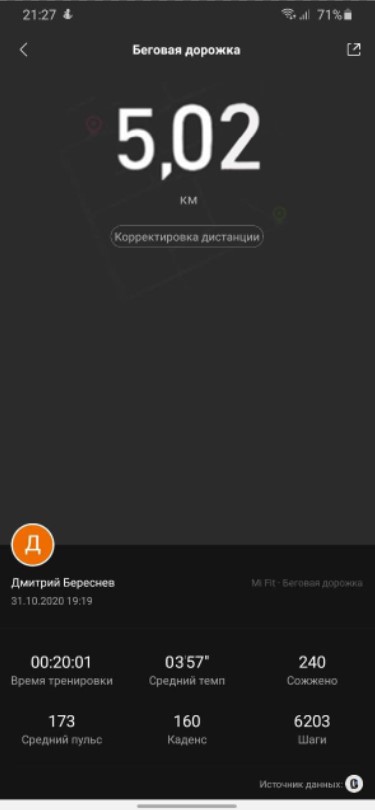 21:27 71%
Беговая дорожка
5,02
км
Корректировка дистанции
Д
Дмитрий Береснев
Mi Fit - Беговая дорожка
31.10.2020 19:19
00:20:01 03'57" 240
Время тренировки Средний темп Сожжено
173 160 6203
Средний пульс Каденс Шаги
Источник данных: